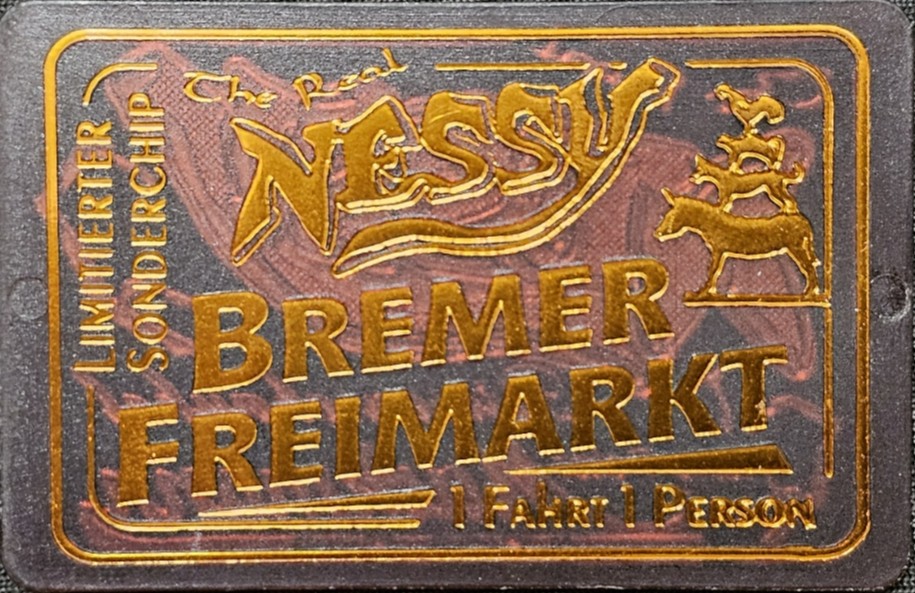 The Real
NESSY
LIMITIERTER
SONDERCHIP
BREMER
FREIMARKT
1 FAHRT 1 PERSON